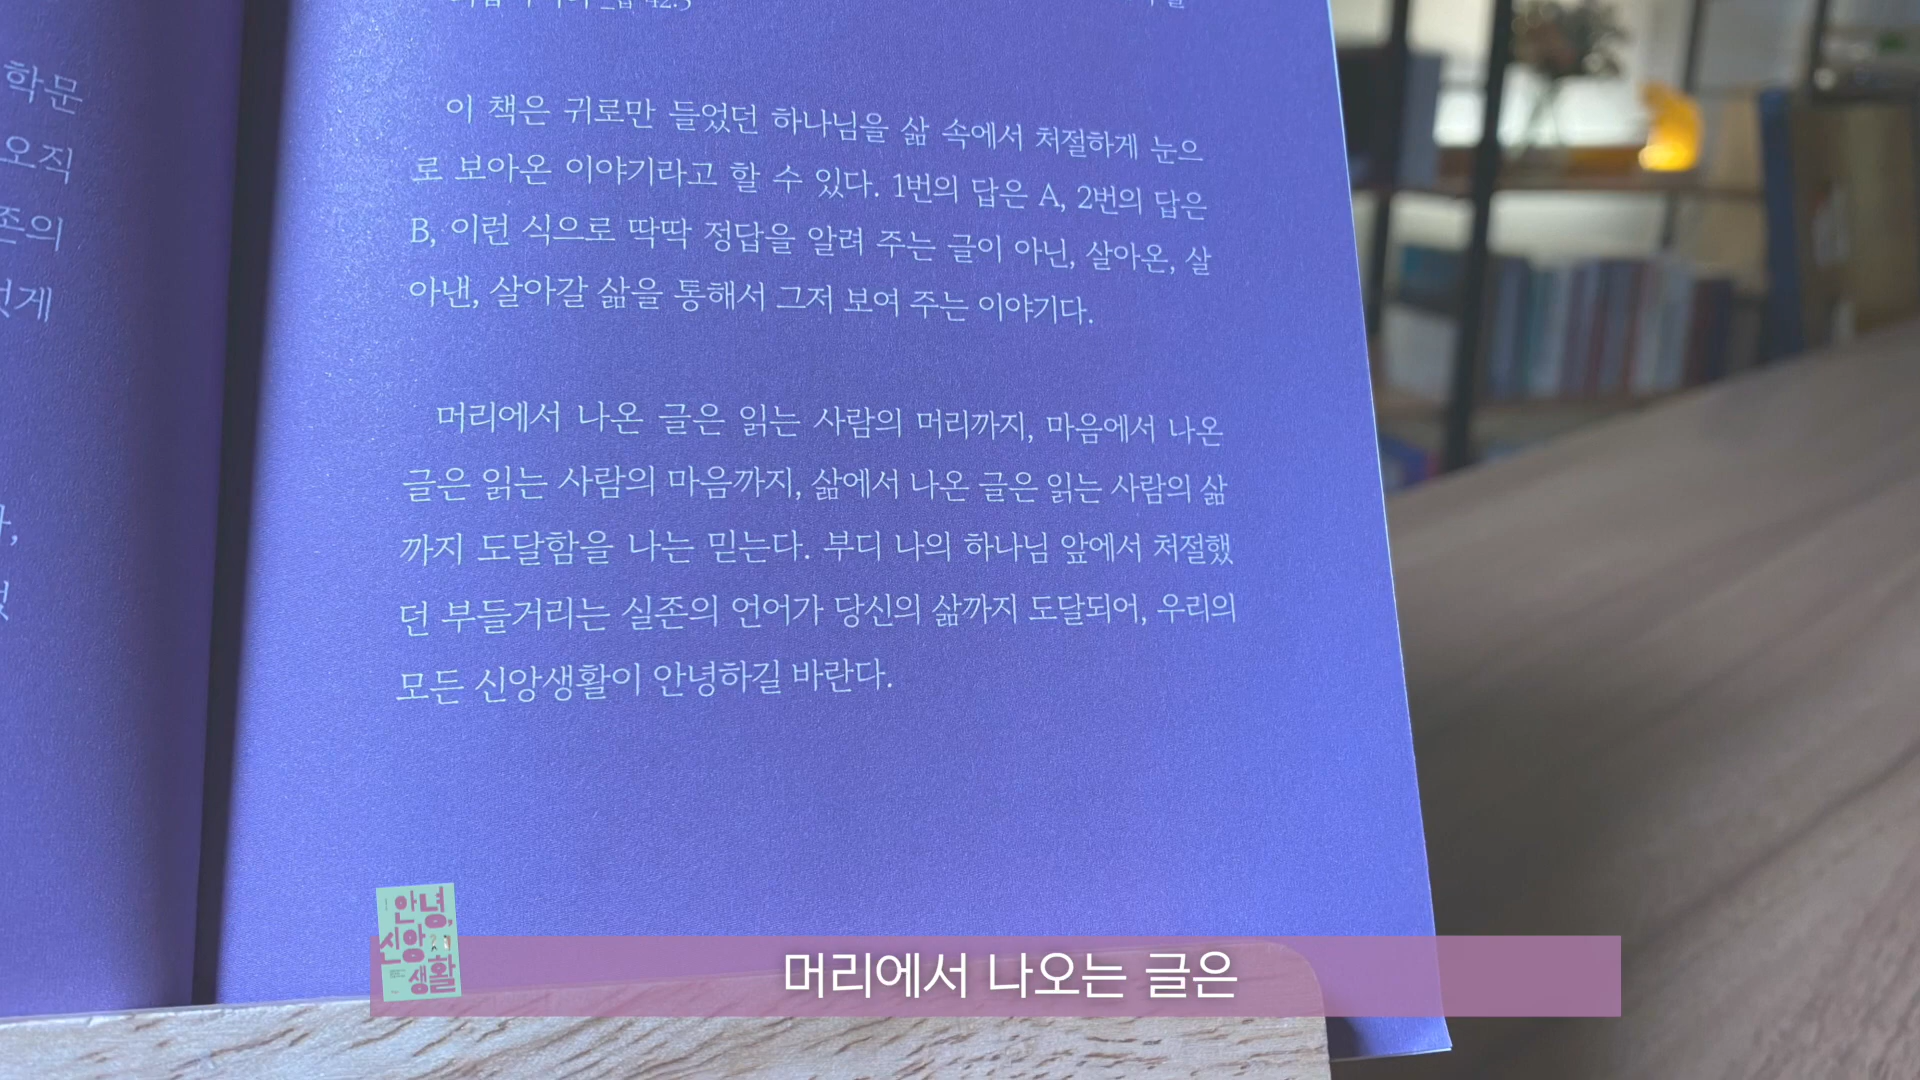 학문
오직
존의
42:5
이 책은 귀로만 들었던 하나님을 삶 속에서 처절하게 눈으
로 보아온 이야기라고 할 수 있다. 1번의 답은 A, 2번의 답은
B, 이런 식으로 딱딱 정답을 알려 주는 글이 아닌, 살아온, 살
아낸, 살아갈 삶을 통해서 그저 보여 주는 이야기다.
머리에서 나온 글은 읽는 사람의 머리까지, 마음에서 나온
글은 읽는 사람의 마음까지, 삶에서 나온 글은 읽는 사람의 삶
까지 도달함을 나는 믿는다. 부디 나의 하나님 앞에서 처절했
던 부들거리는 실존의 언어가 당신의 삶까지 도달되어, 우리의
모든 신앙생활이 안녕하길 바란다.
안녕,
신앙
생활
머리에서 나오는 글은